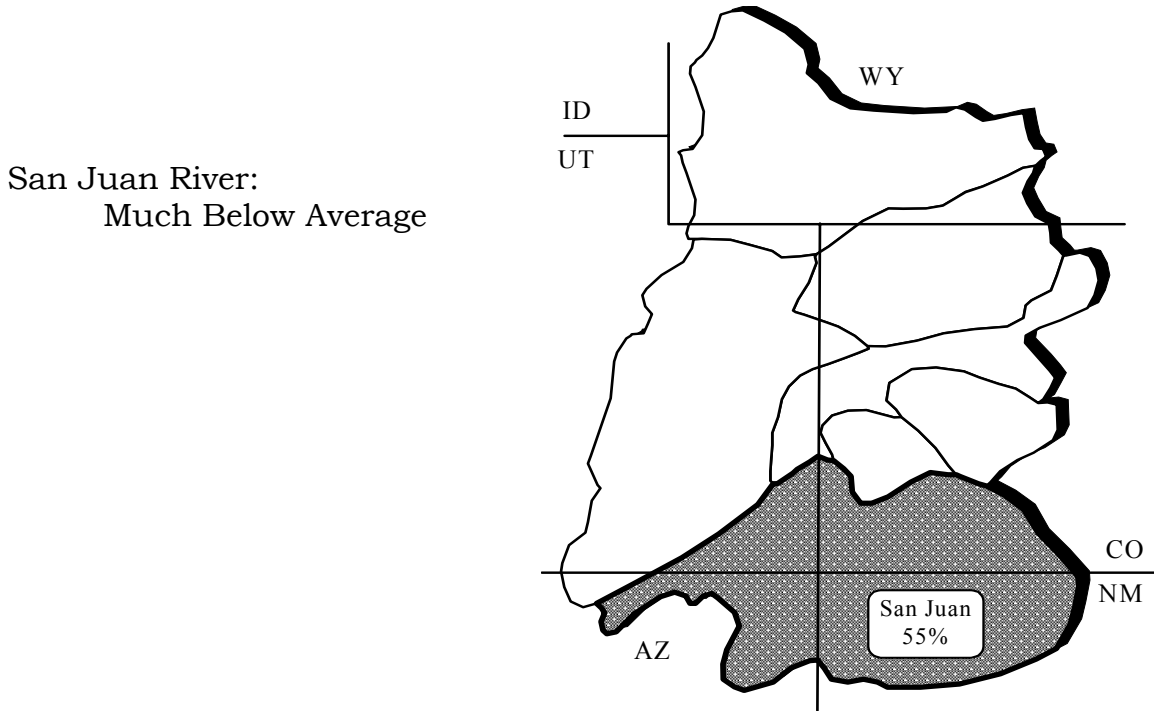 San Juan River:
Much Below Average
WY
ID
UT
CO
NM
San Juan
55%
AZ